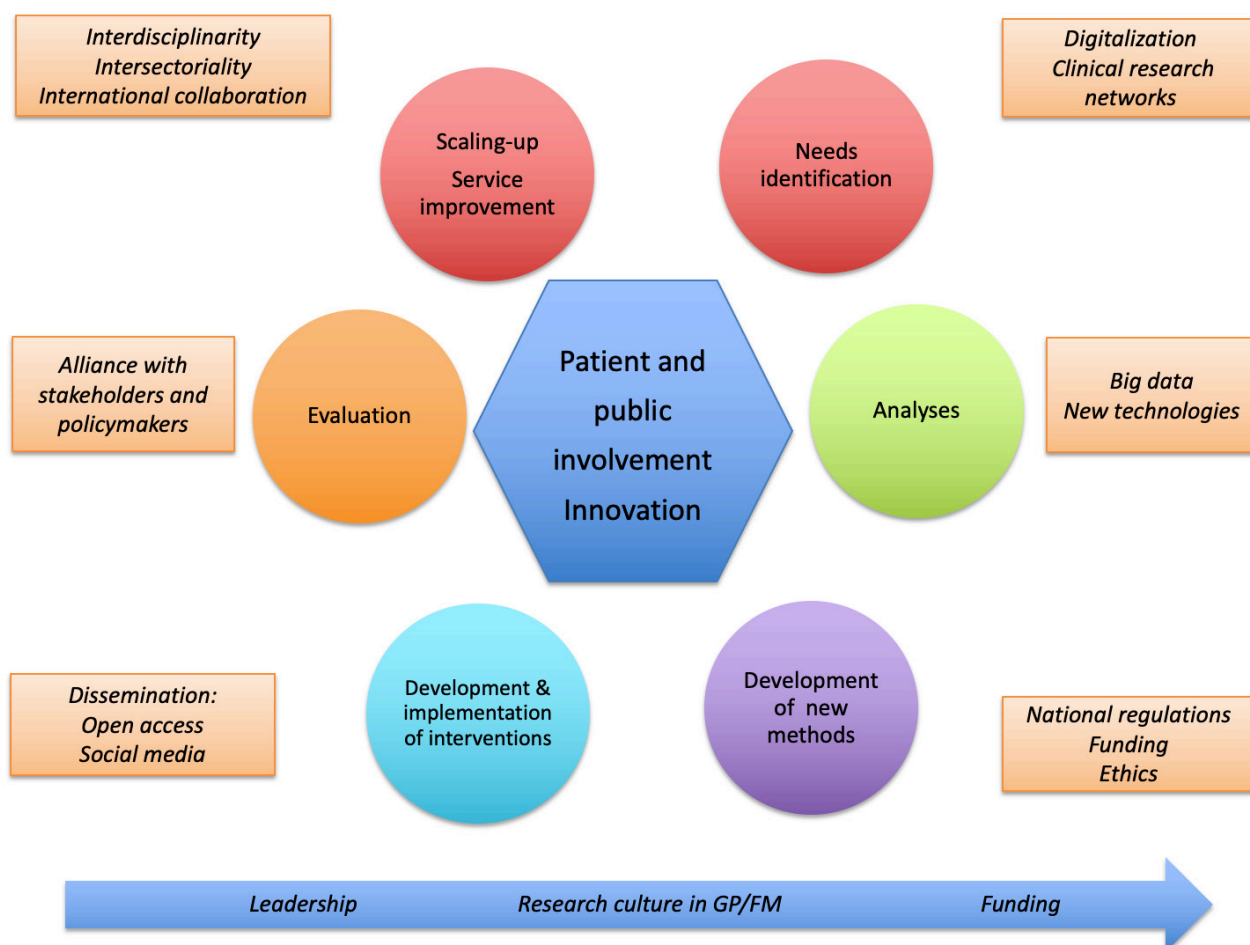 Interdisciplinarity
Intersectoriality
International collaboration
Digitalization
Clinical research
networks
Scaling-up
Service
improvement
Needs
identification
Alliance with
stakeholders and
policymakers
Evaluation
Patient and
public
involvement
Innovation
Analyses
Big data
New technologies
Dissemination:
Open access
Social media
Development &
implementation
of interventions
Development
of new
methods
National regulations
Funding
Ethics
Leadership
Research culture in GP/FM
Funding